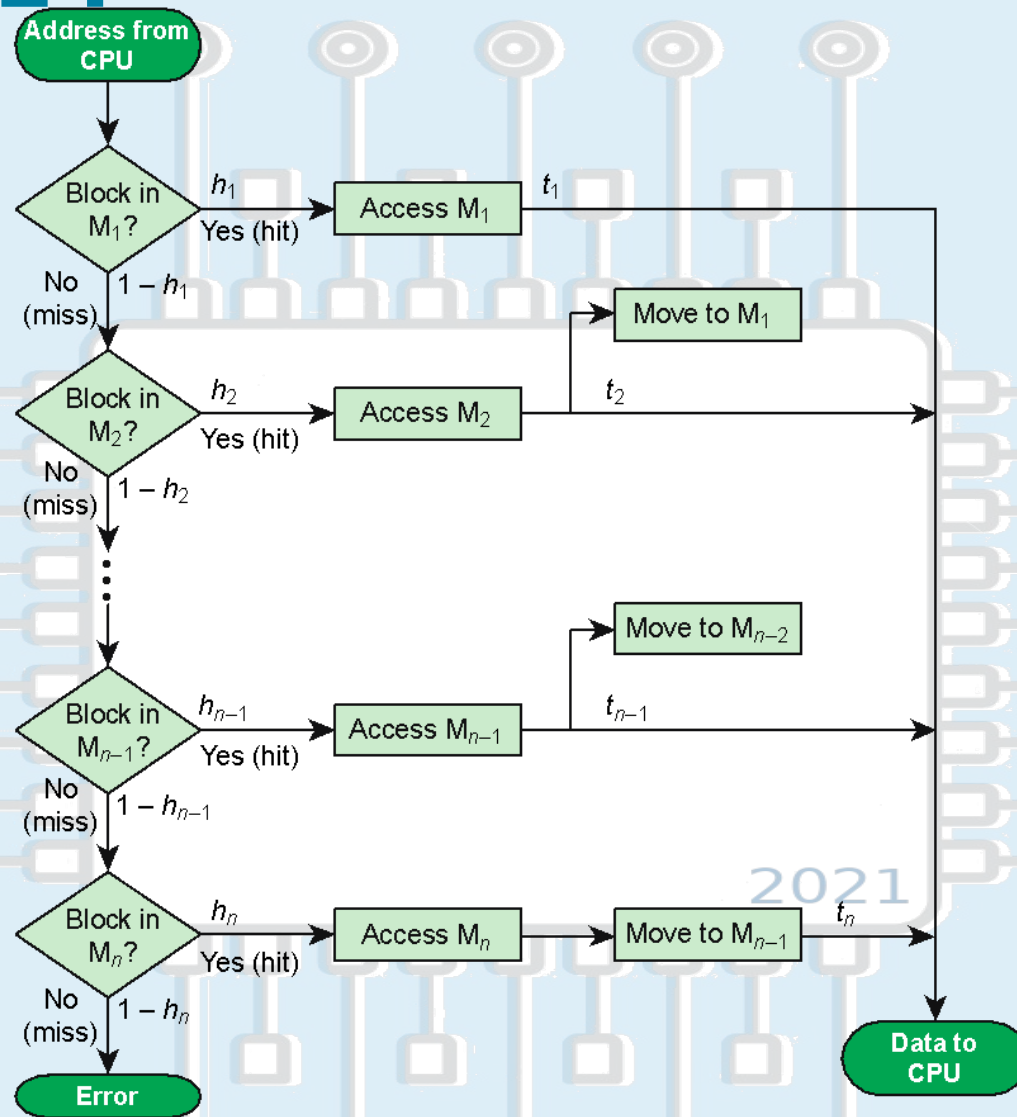 Address from
CPU
Block in
M₁?
h₁
Yes (hit)
Access M₁
t₁
No
(miss)
1 – h₁
Move to M₁
Block in
M₂?
h₂
Yes (hit)
Access M₂
t₂
No
(miss)
1 – h₂
Move to Mₙ₋₂
Block in
Mₙ₋₁?
hₙ₋₁
Yes (hit)
Access Mₙ₋₁
tₙ₋₁
No
(miss)
1 – hₙ₋₁
2021
Block in
Mₙ?
hₙ
Yes (hit)
Access Mₙ
Move to Mₙ₋₁
tₙ
No
(miss)
1 – hₙ
Error
Data to
CPU